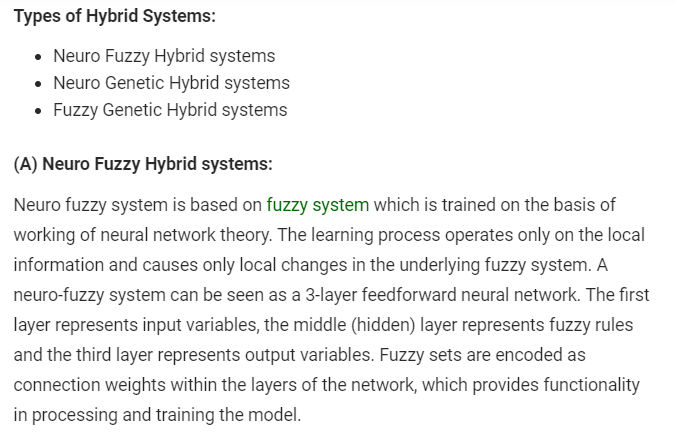 Types of Hybrid Systems:
• Neuro Fuzzy Hybrid systems
• Neuro Genetic Hybrid systems
• Fuzzy Genetic Hybrid systems
(A) Neuro Fuzzy Hybrid systems:
Neuro fuzzy system is based on fuzzy system which is trained on the basis of
working of neural network theory. The learning process operates only on the local
information and causes only local changes in the underlying fuzzy system. A
neuro-fuzzy system can be seen as a 3-layer feedforward neural network. The first
layer represents input variables, the middle (hidden) layer represents fuzzy rules
and the third layer represents output variables. Fuzzy sets are encoded as
connection weights within the layers of the network, which provides functionality
in processing and training the model.